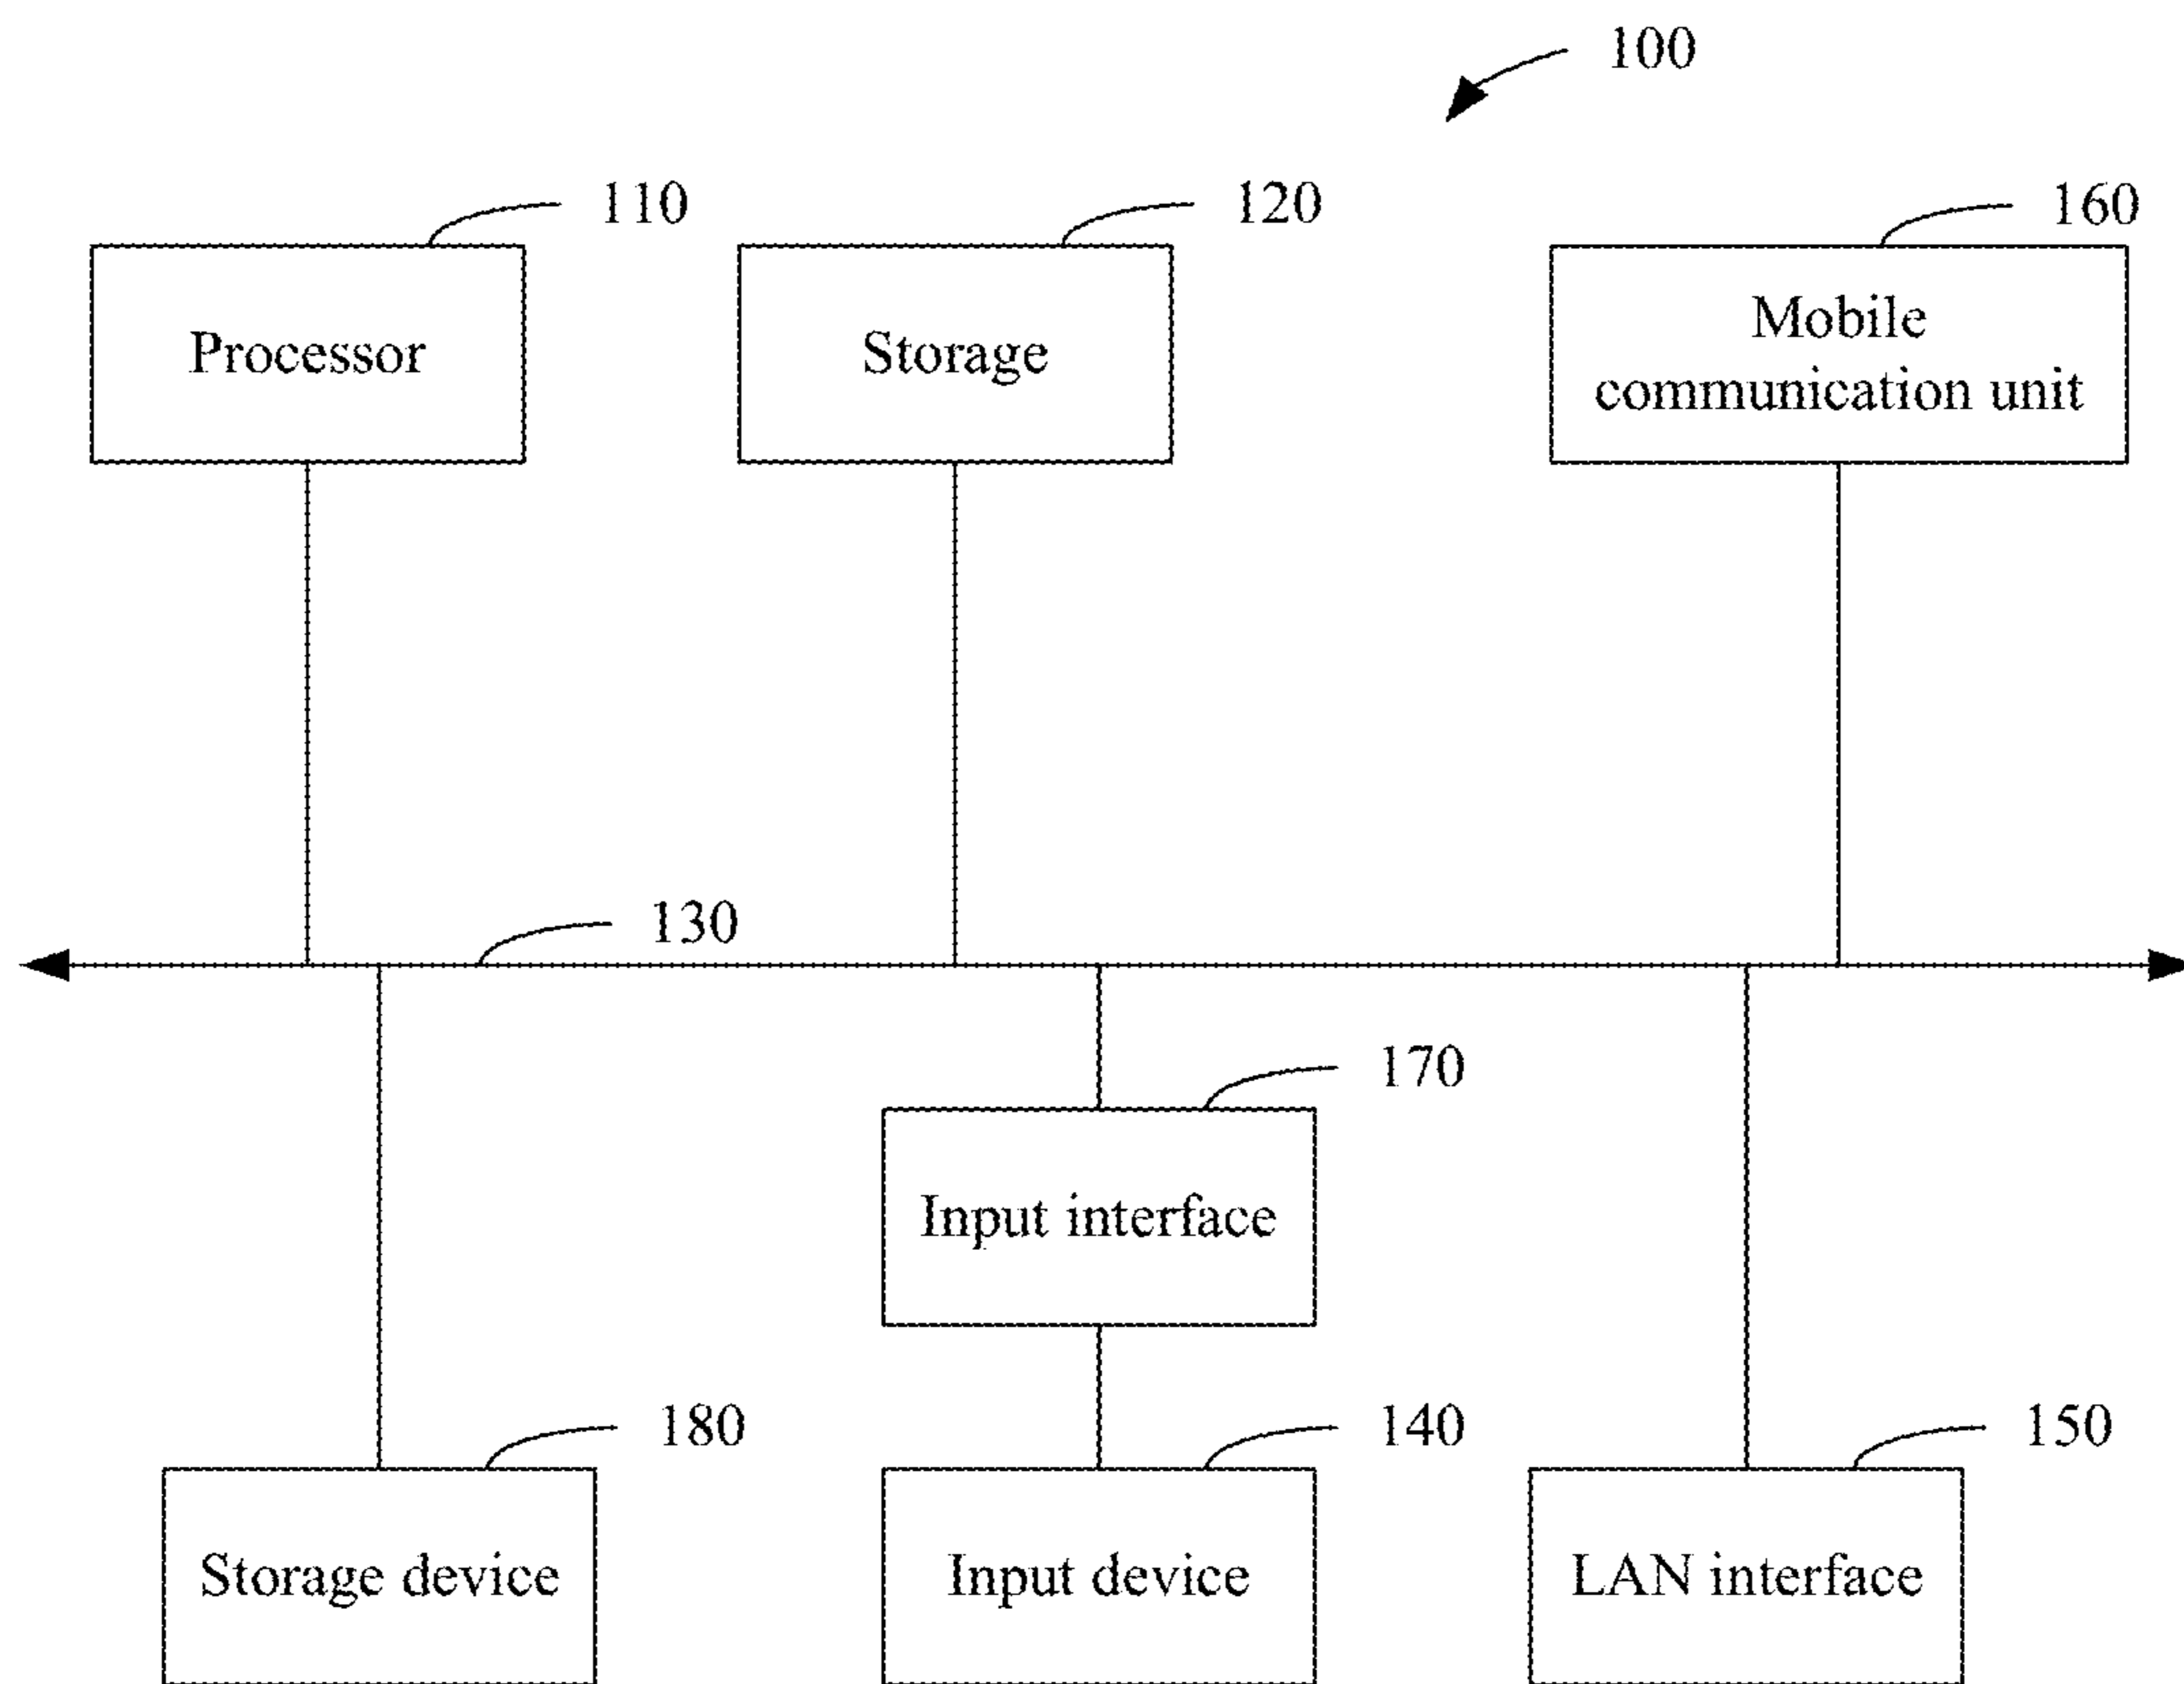 100
110
120
160
Processor
Storage
Mobile
communication unit
130
170
Input interface
180
140
150
Storage device
Input device
LAN interface